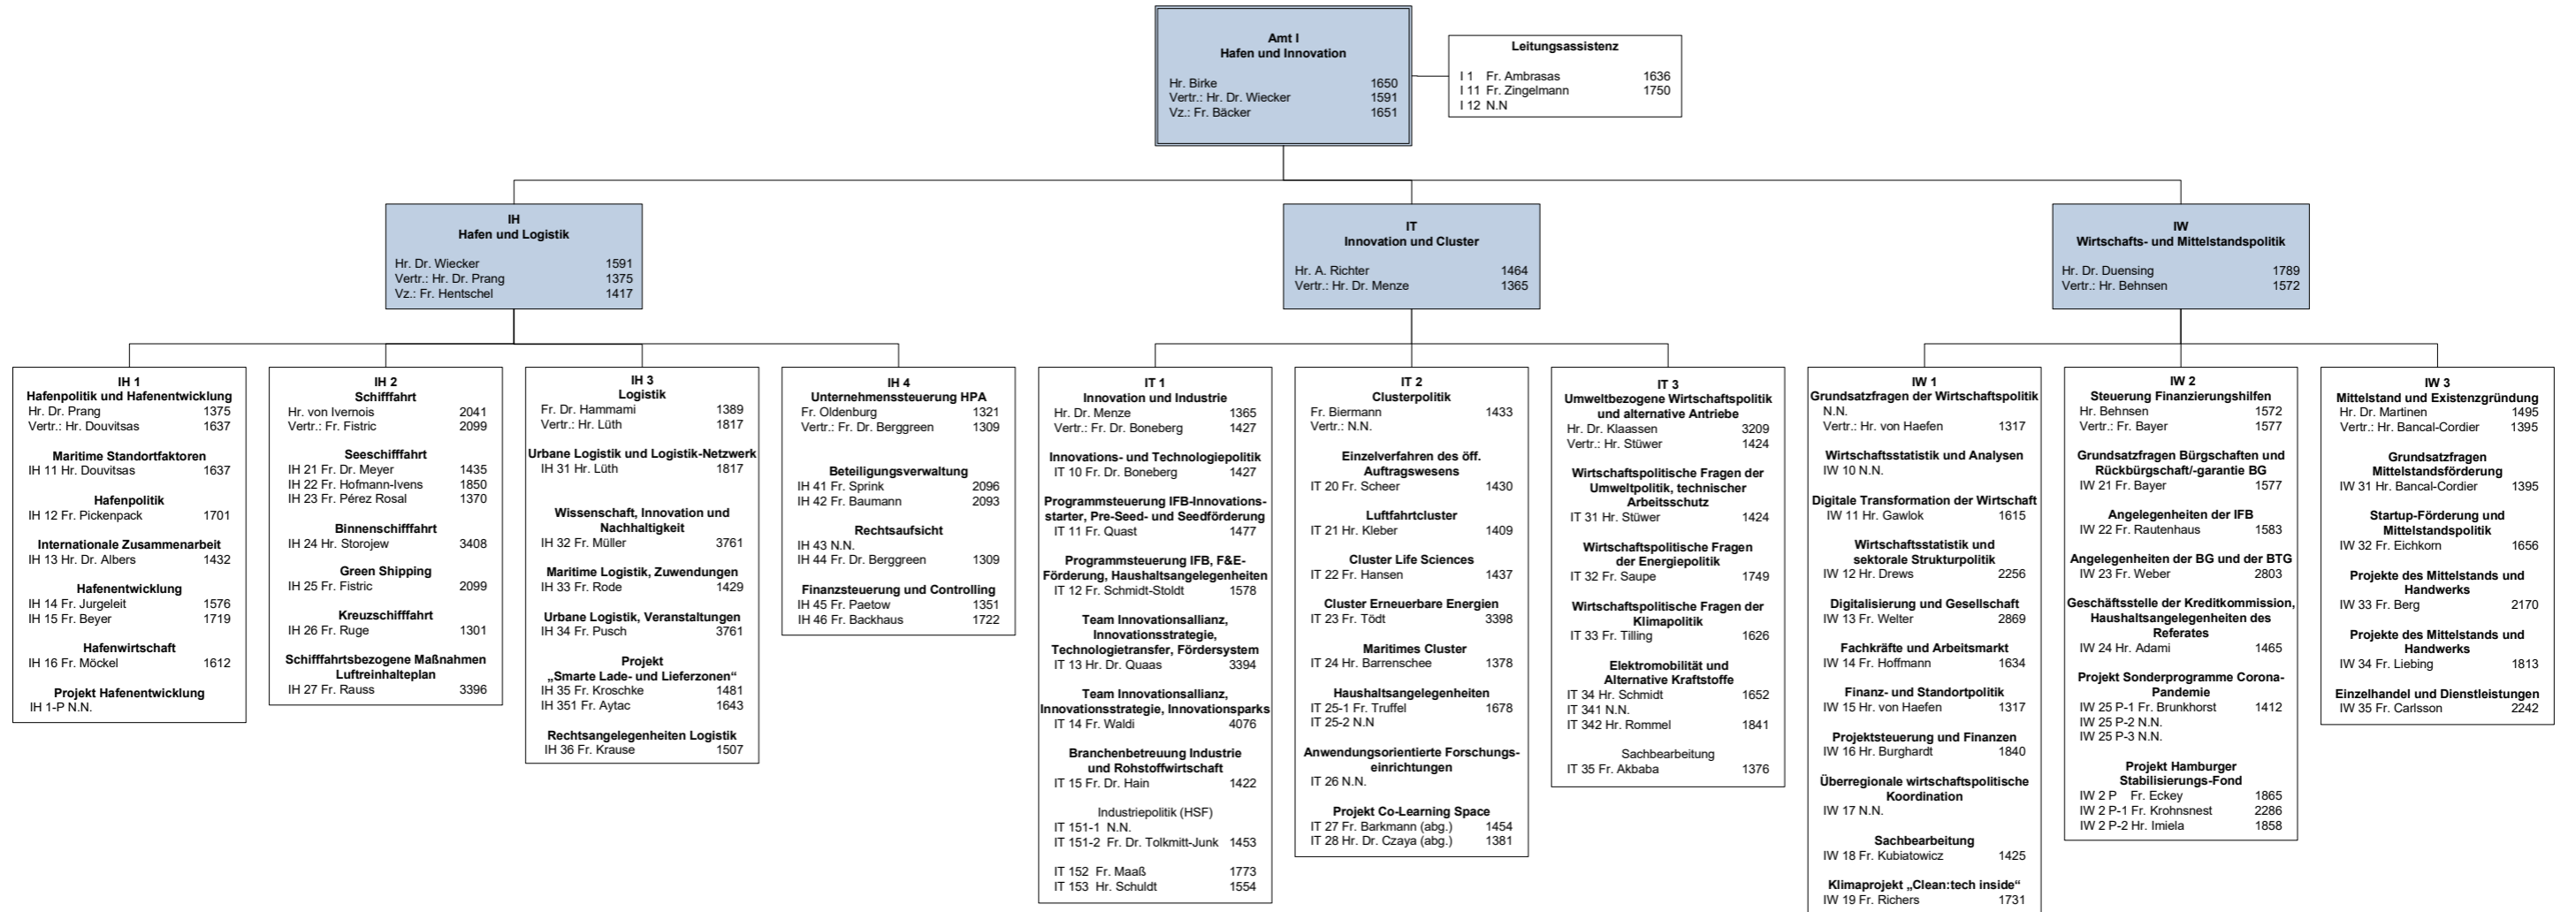 Amt I
Hafen und Innovation
Hr. Birke 1650
Vertr.: Hr. Dr. Wiecker 1591
Vz.: Fr. Bäcker 1651
Leitungsassistenz
I 1 Fr. Ambrasas 1636
I 11 Fr. Zingelmann 1750
I 12 N.N
IH
Hafen und Logistik
Hr. Dr. Wiecker 1591
Vertr.: Hr. Dr. Prang 1375
Vz.: Fr. Hentschel 1417
IT
Innovation und Cluster
Hr. A. Richter 1464
Vertr.: Hr. Dr. Menze 1365
IW
Wirtschafts- und Mittelstandspolitik
Hr. Dr. Duensing 1789
Vertr.: Hr. Behnsen 1572
IH 1
Hafenpolitik und Hafenentwicklung
Hr. Dr. Prang 1375
Vertr.: Hr. Douvitsas 1637
Maritime Standortfaktoren
IH 11 Hr. Douvitsas 1637
Hafenpolitik
IH 12 Fr. Pickenpack 1701
Internationale Zusammenarbeit
IH 13 Hr. Dr. Albers 1432
Hafenentwicklung
IH 14 Fr. Jurgeleit 1576
IH 15 Fr. Beyer 1719
Hafenwirtschaft
IH 16 Fr. Möckel 1612
Projekt Hafenentwicklung
IH 1-P N.N.
IH 2
Schifffahrt
Hr. von Ivernois 2041
Vertr.: Fr. Fistric 2099
Seeschifffahrt
IH 21 Fr. Dr. Meyer 1435
IH 22 Fr. Hofmann-Ivens 1850
IH 23 Fr. Pérez Rosal 1370
Binnenschifffahrt
IH 24 Hr. Storojew 3408
Green Shipping
IH 25 Fr. Fistric 2099
Kreuzschifffahrt
IH 26 Fr. Ruge 1301
Schifffahrtsbezogene Maßnahmen
Luftreinhalteplan
IH 27 Fr. Rauss 3396
IH 3
Logistik
Fr. Dr. Hammami 1389
Vertr.: Hr. Lüth 1817
Urbane Logistik und Logistik-Netzwerk
IH 31 Hr. Lüth 1817
Wissenschaft, Innovation und
Nachhaltigkeit
IH 32 Fr. Müller 3761
Maritime Logistik, Zuwendungen
IH 33 Fr. Rode 1429
Urbane Logistik, Veranstaltungen
IH 34 Fr. Pusch 3761
Projekt
„Smarte Lade- und Lieferzonen“
IH 35 Fr. Kroschke 1481
IH 351 Fr. Aytac 1643
Rechtsangelegenheiten Logistik
IH 36 Fr. Krause 1507
IH 4
Unternehmenssteuerung HPA
Fr. Oldenburg 1321
Vertr.: Fr. Dr. Berggreen 1309
Beteiligungsverwaltung
IH 41 Fr. Sprink 2096
IH 42 Fr. Baumann 2093
Rechtsaufsicht
IH 43 N.N.
IH 44 Fr. Dr. Berggreen 1309
Finanzsteuerung und Controlling
IH 45 Fr. Paetow 1351
IH 46 Fr. Backhaus 1722
IT 1
Innovation und Industrie
Hr. Dr. Menze 1365
Vertr.: Fr. Dr. Boneberg 1427
Innovations- und Technologiepolitik
IT 10 Fr. Dr. Boneberg 1427
Programmsteuerung IFB-Innovations-
starter, Pre-Seed- und Seedförderung
IT 11 Fr. Quast 1477
Programmsteuerung IFB, F&E-
Förderung, Haushaltsangelegenheiten
IT 12 Fr. Schmidt-Stoldt 1578
Team Innovationsallianz,
Innovationsstrategie,
Technologietransfer, Fördersystem
IT 13 Hr. Dr. Quaas 3394
Team Innovationsallianz,
Innovationsstrategie, Innovationsparks
IT 14 Fr. Waldi 4076
Branchenbetreuung Industrie
und Rohstoffwirtschaft
IT 15 Fr. Dr. Hain 1422
Industriepolitik (HSF)
IT 151-1 N.N.
IT 151-2 Fr. Dr. Tolkmitt-Junk 1453
IT 152 Fr. Maaß 1773
IT 153 Hr. Schuldt 1554
IT 2
Clusterpolitik
Fr. Biermann 1433
Vertr.: N.N.
Einzelverfahren des öff.
Auftragswesens
IT 20 Fr. Scheer 1430
Luftfahrtcluster
IT 21 Hr. Kleber 1409
Cluster Life Sciences
IT 22 Fr. Hansen 1437
Cluster Erneuerbare Energien
IT 23 Fr. Tödt 3398
Maritimes Cluster
IT 24 Hr. Barrenschee 1378
Haushaltsangelegenheiten
IT 25-1 Fr. Truffel 1678
IT 25-2 N.N
Anwendungsorientierte Forschungs-
einrichtungen
IT 26 N.N.
Projekt Co-Learning Space
IT 27 Fr. Barkmann (abg.) 1454
IT 28 Hr. Dr. Czaya (abg.) 1381
IT 3
Umweltbezogene Wirtschaftspolitik
und alternative Antriebe
Hr. Dr. Klaassen 3209
Vertr.: Hr. Stüwer 1424
Wirtschaftspolitische Fragen der
Umweltpolitik, technischer
Arbeitsschutz
IT 31 Hr. Stüwer 1424
Wirtschaftspolitische Fragen
der Energiepolitik
IT 32 Fr. Saupe 1749
Wirtschaftspolitische Fragen der
Klimapolitik
IT 33 Fr. Tilling 1626
Elektromobilität und
Alternative Kraftstoffe
IT 34 Hr. Schmidt 1652
IT 341 N.N.
IT 342 Hr. Rommel 1841
Sachbearbeitung
IT 35 Fr. Akbaba 1376
IW 1
Grundsatzfragen der Wirtschaftspolitik
N.N.
Vertr.: Hr. von Haefen 1317
Wirtschaftsstatistik und Analysen
IW 10 N.N.
Digitale Transformation der Wirtschaft
IW 11 Hr. Gawlok 1615
Wirtschaftsstatistik und
sektorale Strukturpolitik
IW 12 Hr. Drews 2256
Digitalisierung und Gesellschaft
IW 13 Fr. Welter 2869
Fachkräfte und Arbeitsmarkt
IW 14 Fr. Hoffmann 1634
Finanz- und Standortpolitik
IW 15 Hr. von Haefen 1317
Projektsteuerung und Finanzen
IW 16 Hr. Burghardt 1840
Überregionale wirtschaftspolitische
Koordination
IW 17 N.N.
Sachbearbeitung
IW 18 Fr. Kubiatowicz 1425
Klimaprojekt „Clean:tech inside“
IW 19 Fr. Richers 1731
IW 2
Steuerung Finanzierungshilfen
Hr. Behnsen 1572
Vertr.: Fr. Bayer 1577
Grundsatzfragen Bürgschaften und
Rückbürgschaft/-garantie BG
IW 21 Fr. Bayer 1577
Angelegenheiten der IFB
IW 22 Fr. Rautenhaus 1583
Angelegenheiten der BG und der BTG
IW 23 Fr. Weber 2803
Geschäftsstelle der Kreditkommission,
Haushaltsangelegenheiten des
Referates
IW 24 Hr. Adami 1465
Projekt Sonderprogramme Corona-
Pandemie
IW 25 P-1 Fr. Brunkhorst 1412
IW 25 P-2 N.N.
IW 25 P-3 N.N.
Projekt Hamburger
Stabilisierungs-Fond
IW 2 P Fr. Eckey 1865
IW 2 P-1 Fr. Krohnsnest 2286
IW 2 P-2 Hr. Imiela 1858
IW 3
Mittelstand und Existenzgründung
Hr. Dr. Martinen 1495
Vertr.: Hr. Bancal-Cordier 1395
Grundsatzfragen
Mittelstandsförderung
IW 31 Hr. Bancal-Cordier 1395
Startup-Förderung und
Mittelstandspolitik
IW 32 Fr. Eichkorn 1656
Projekte des Mittelstands und
Handwerks
IW 33 Fr. Berg 2170
Projekte des Mittelstands und
Handwerks
IW 34 Fr. Liebing 1813
Einzelhandel und Dienstleistungen
IW 35 Fr. Carlsson 2242